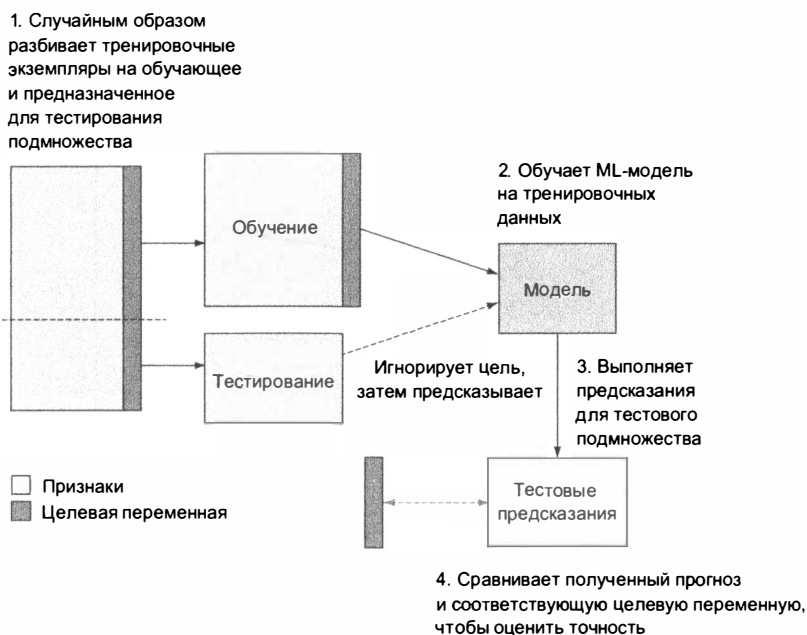 1. Случайным образом
разбивает тренировочные
экземпляры на обучающее
и предназначенное
для тестирования
подмножества
Обучение
2. Обучает ML-модель
на тренировочных
данных
Модель
Тестирование
Игнорирует цель,
затем предсказывает
3. Выполняет
предсказания
для тестового
подмножества
Признаки
Целевая переменная
Тестовые
предсказания
4. Сравнивает полученный прогноз
и соответствующую целевую переменную,
чтобы оценить точность